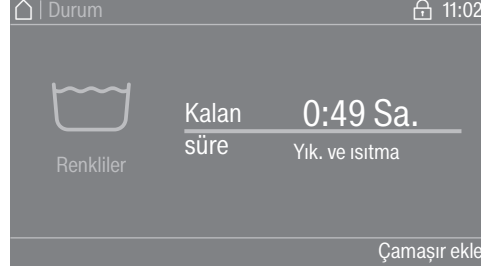 | Durum 11:02
Kalan 0:49 Sa.
süre Yık. ve ısıtma
Renkliler
Çamaşır ekle